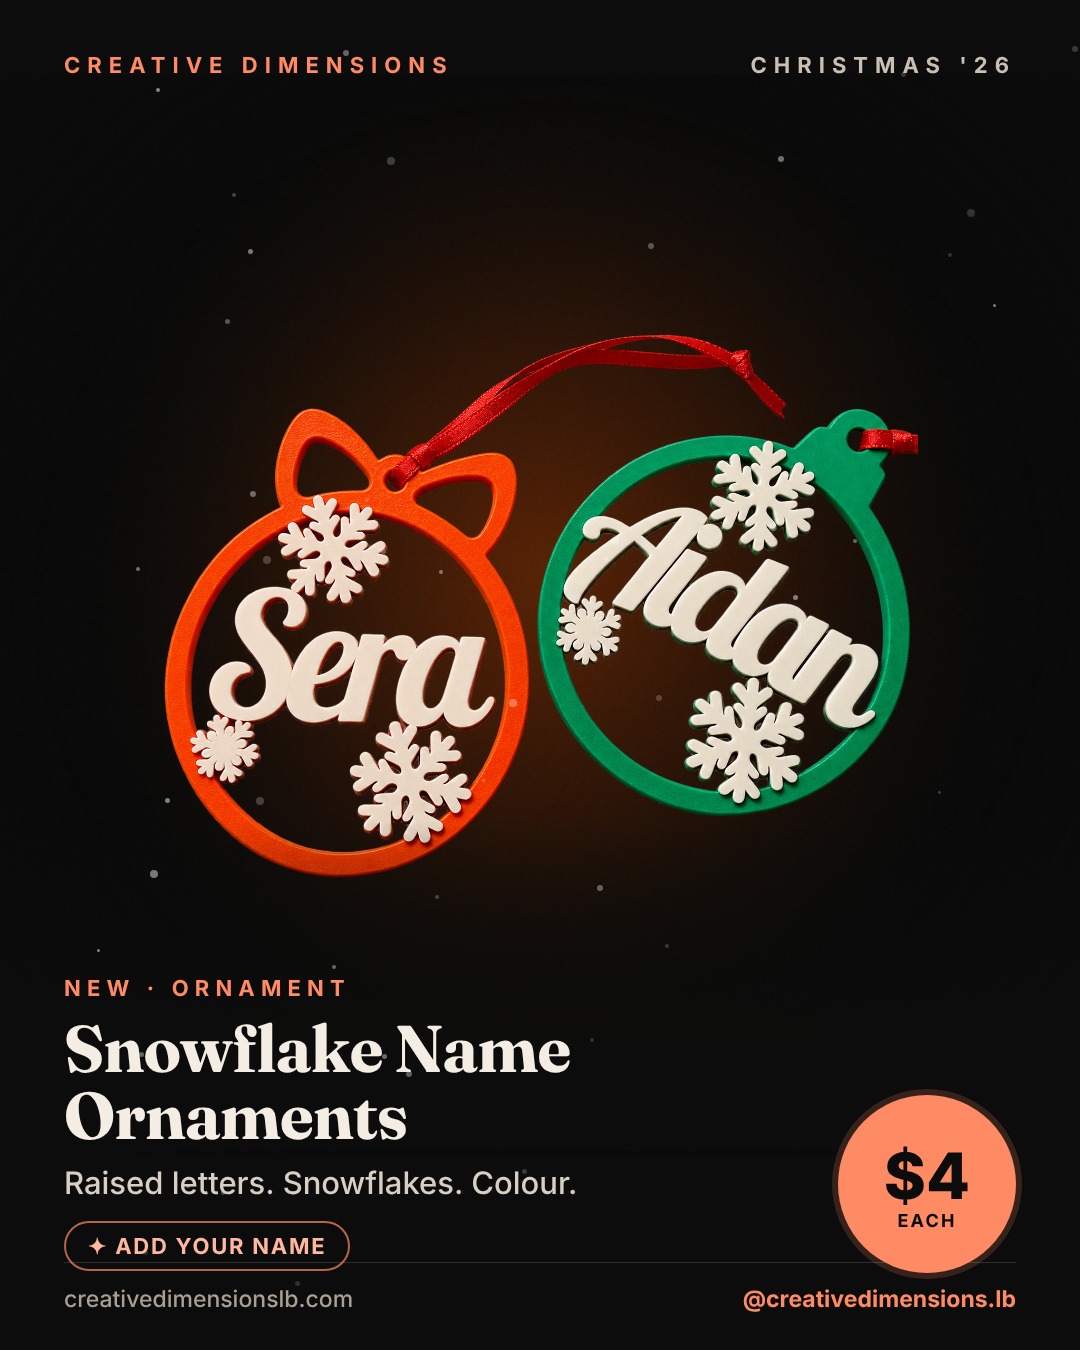 CREATIVE DIMENSIONS
CHRISTMAS '26
Sera
Aidan
NEW · ORNAMENT
Snowflake Name
Ornaments
Raised letters. Snowflakes. Colour.
✦ ADD YOUR NAME
$4
EACH
creativedimensionslb.com
@creativedimensions.lb